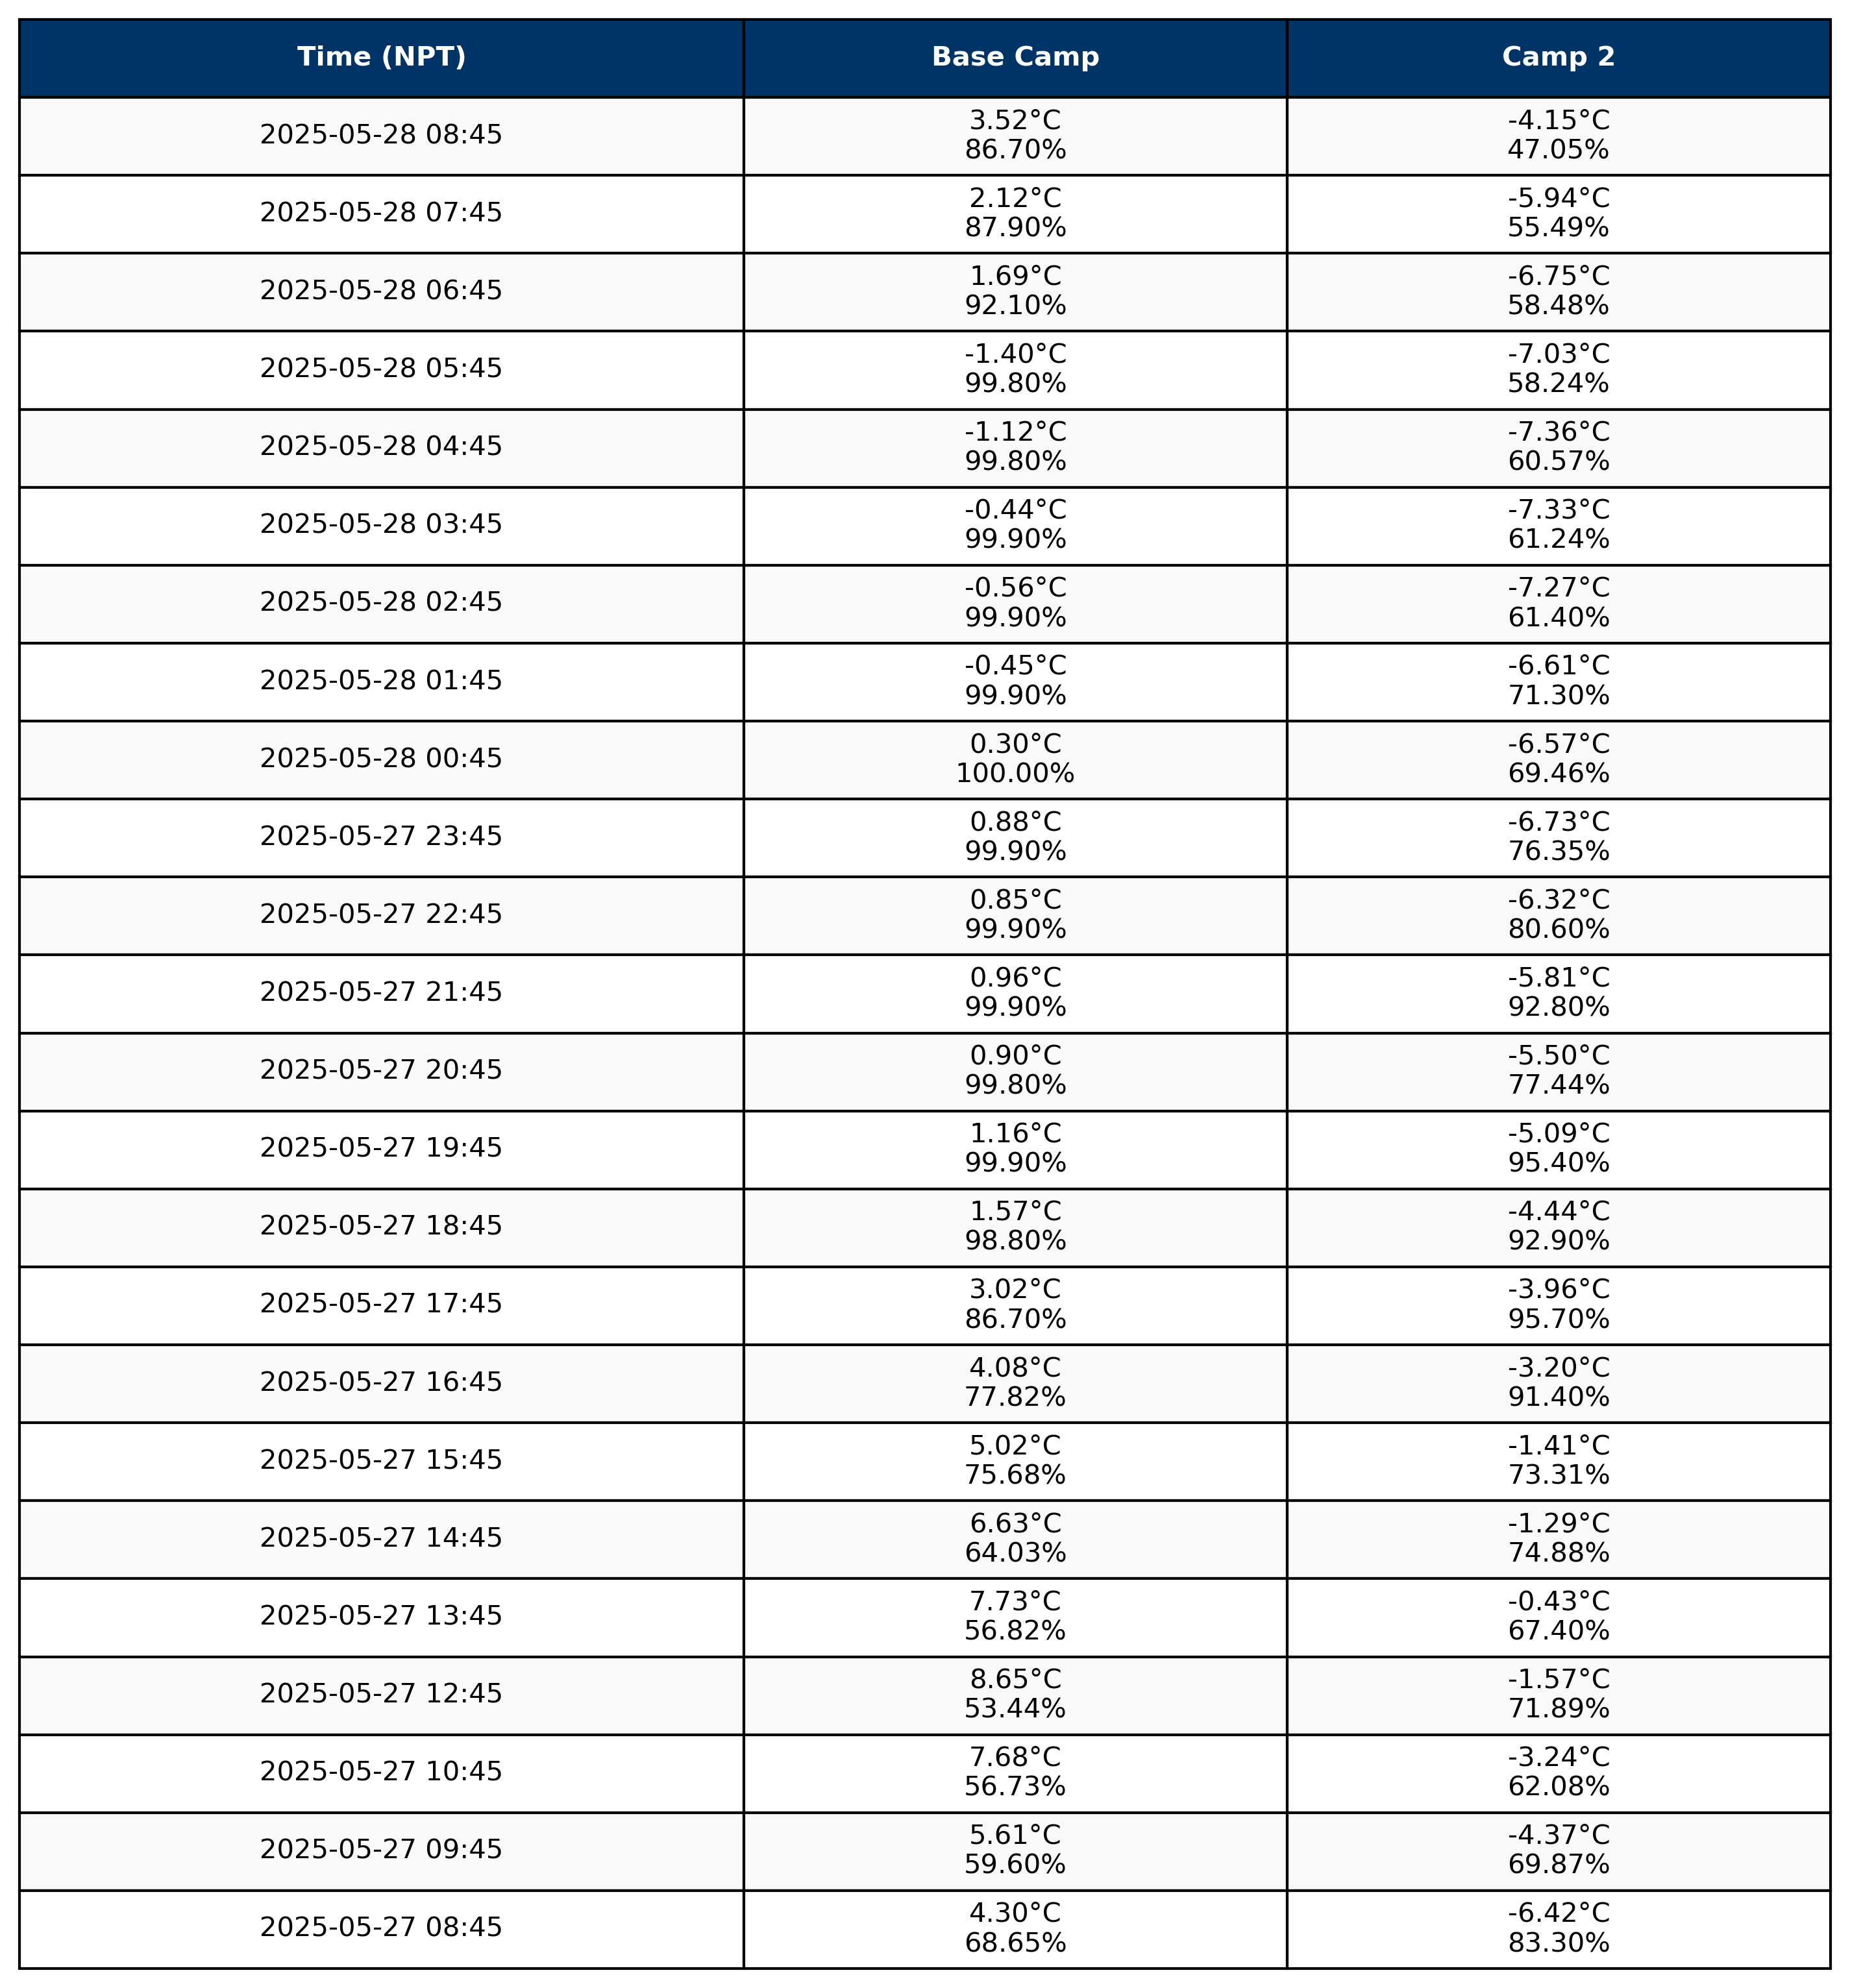 Time (NPT) Base Camp Camp 2
3.52°C -4.15°C
2025-05-28 08:45
86.70% 47.05%
2.12°C -5.94°C
2025-05-28 07:45
87.90% 55.49%
1.69°C -6.75°C
2025-05-28 06:45
92.10% 58.48%
-1.40°C -7.03°C
2025-05-28 05:45
99.80% 58.24%
-1.12°C -7.36°C
2025-05-28 04:45
99.80% 60.57%
-0.44°C -7.33°C
2025-05-28 03:45
99.90% 61.24%
-0.56°C -7.27°C
2025-05-28 02:45
99.90% 61.40%
-0.45°C -6.61°C
2025-05-28 01:45
99.90% 71.30%
0.30°C -6.57°C
2025-05-28 00:45
100.00% 69.46%
0.88°C -6.73°C
2025-05-27 23:45
99.90% 76.35%
0.85°C -6.32°C
2025-05-27 22:45
99.90% 80.60%
0.96°C -5.81°C
2025-05-27 21:45
99.90% 92.80%
0.90°C -5.50°C
2025-05-27 20:45
99.80% 77.44%
1.16°C -5.09°C
2025-05-27 19:45
99.90% 95.40%
1.57°C -4.44°C
2025-05-27 18:45
98.80% 92.90%
3.02°C -3.96°C
2025-05-27 17:45
86.70% 95.70%
4.08°C -3.20°C
2025-05-27 16:45
77.82% 91.40%
5.02°C -1.41°C
2025-05-27 15:45
75.68% 73.31%
6.63°C -1.29°C
2025-05-27 14:45
64.03% 74.88%
7.73°C -0.43°C
2025-05-27 13:45
56.82% 67.40%
8.65°C -1.57°C
2025-05-27 12:45
53.44% 71.89%
7.68°C -3.24°C
2025-05-27 10:45
56.73% 62.08%
5.61°C -4.37°C
2025-05-27 09:45
59.60% 69.87%
4.30°C -6.42°C
2025-05-27 08:45
68.65% 83.30%